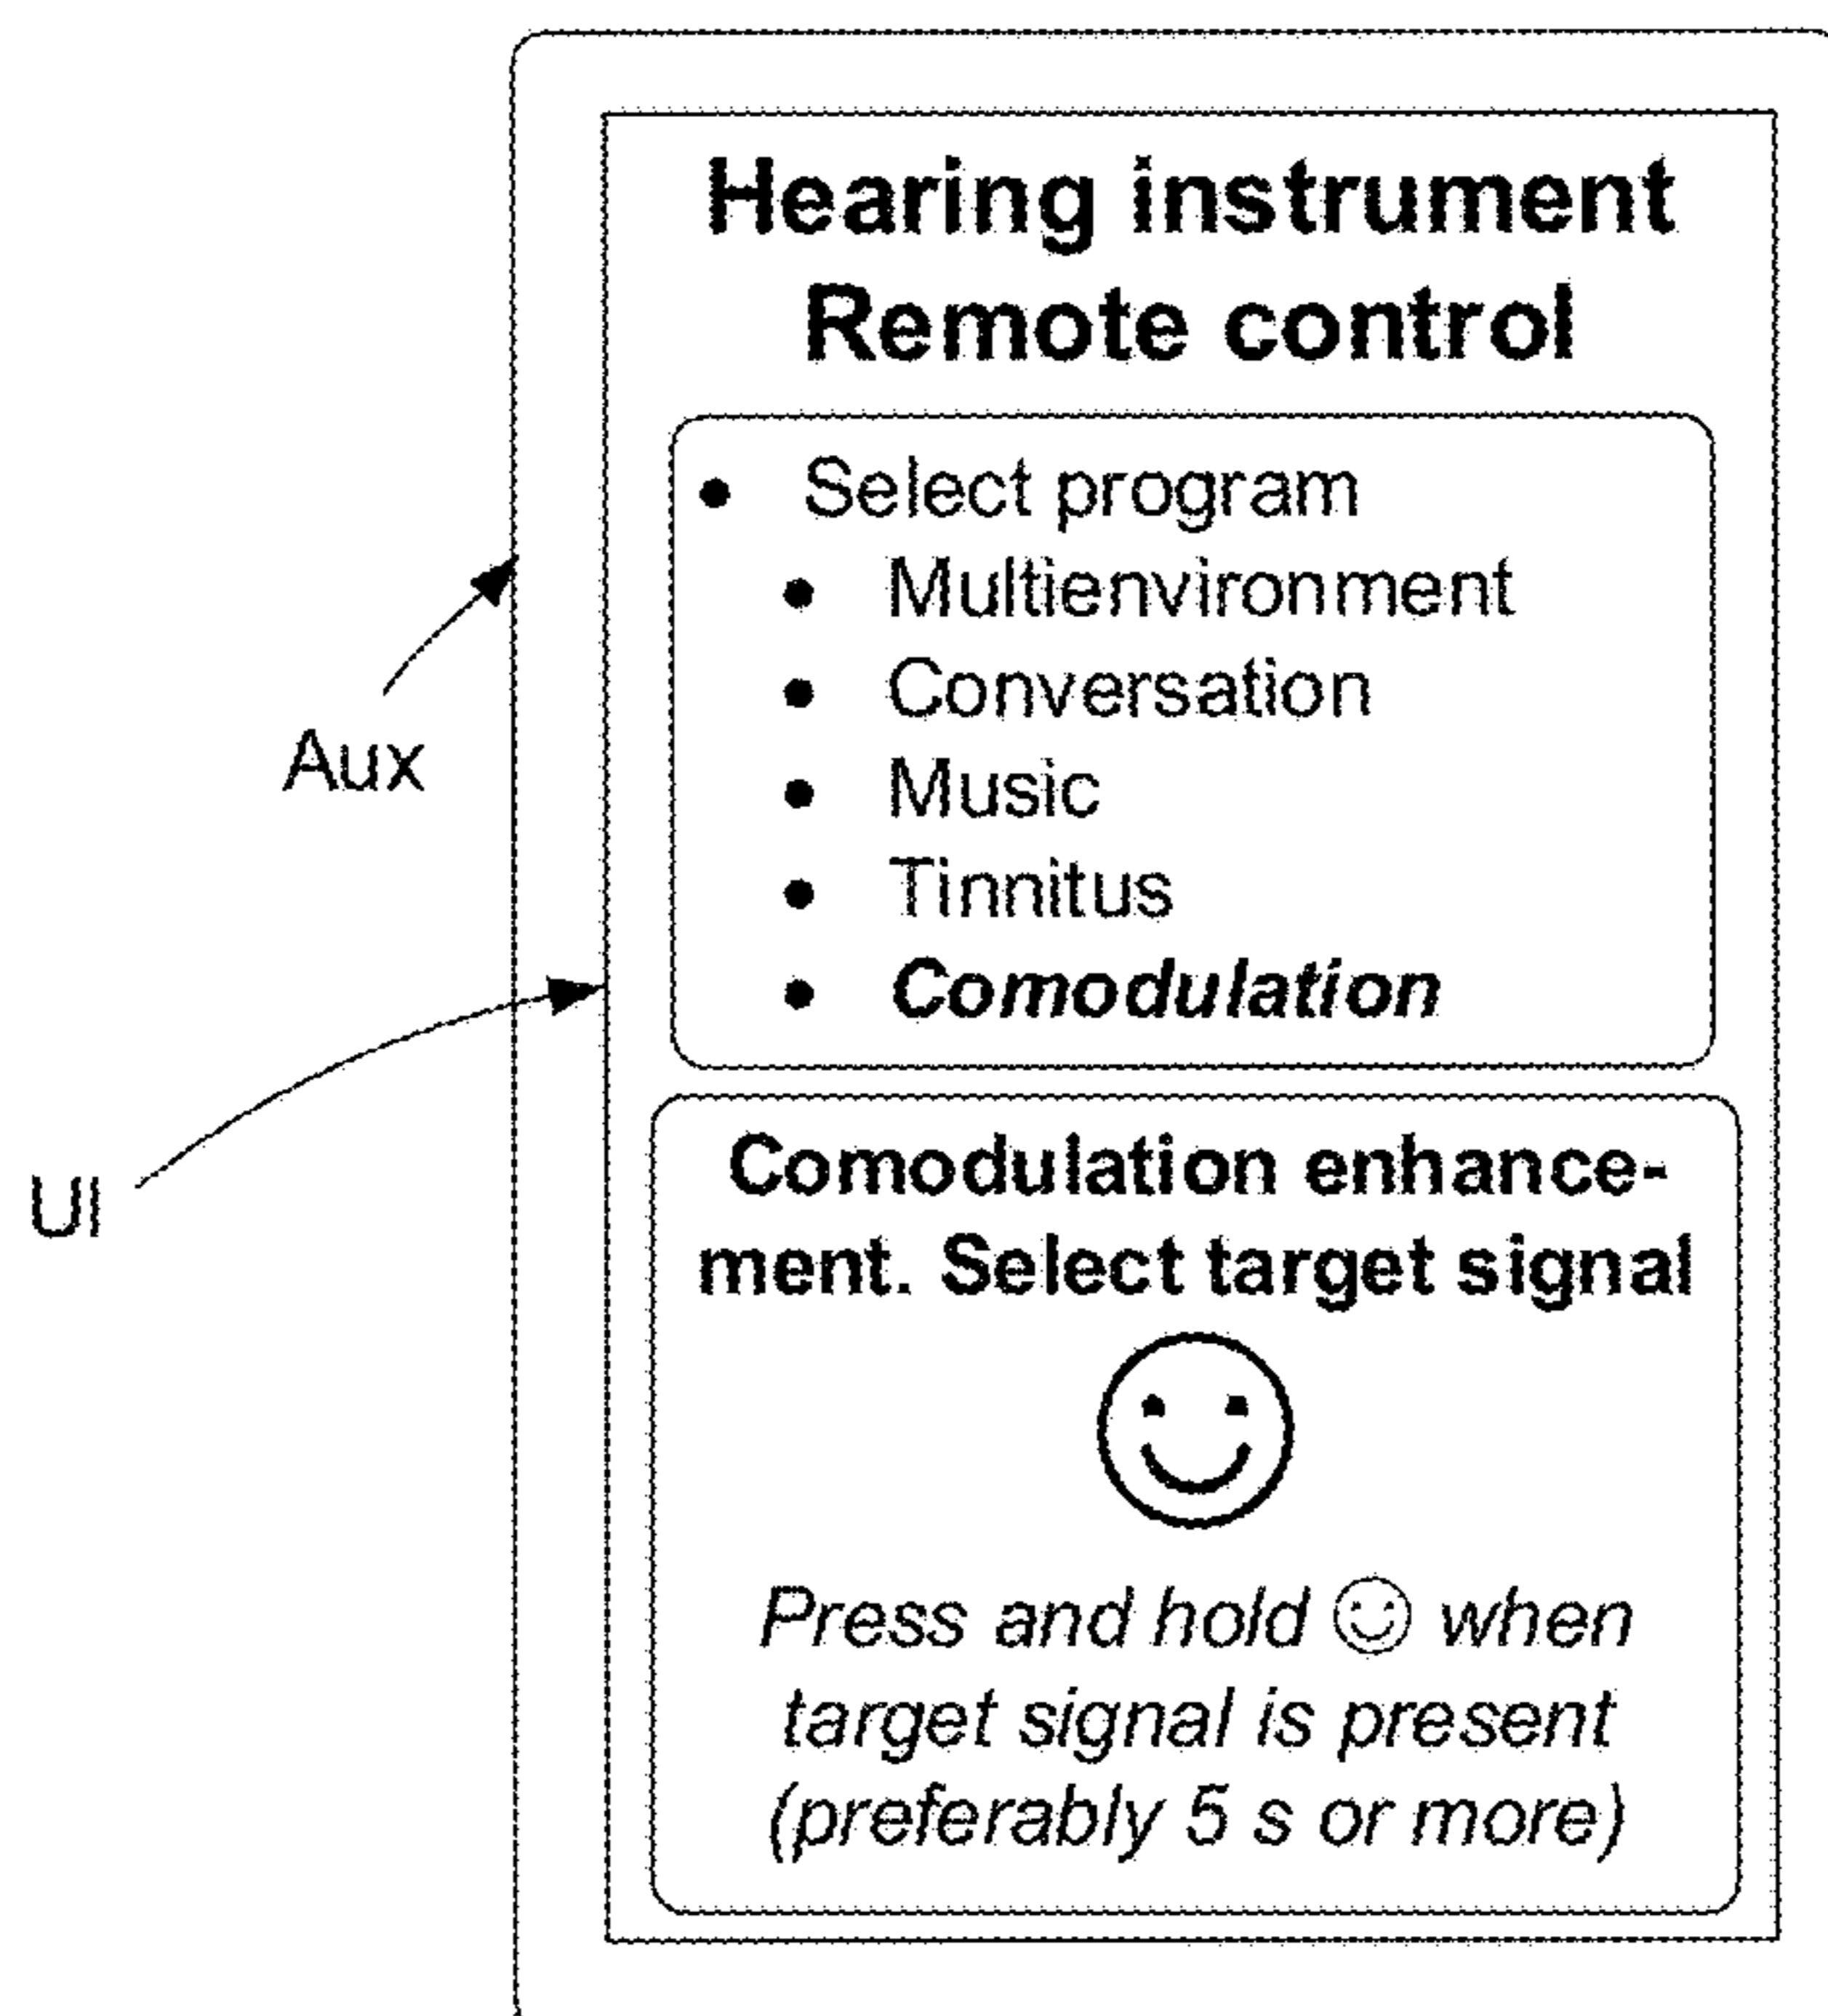 Hearing instrument
Remote control
• Select program
• Multienvironment
• Conversation
• Music
• Tinnitus
• Comodulation
Aux
UI
Comodulation enhance-
ment. Select target signal
Press and hold ☺ when
target signal is present
(preferably 5 s or more)